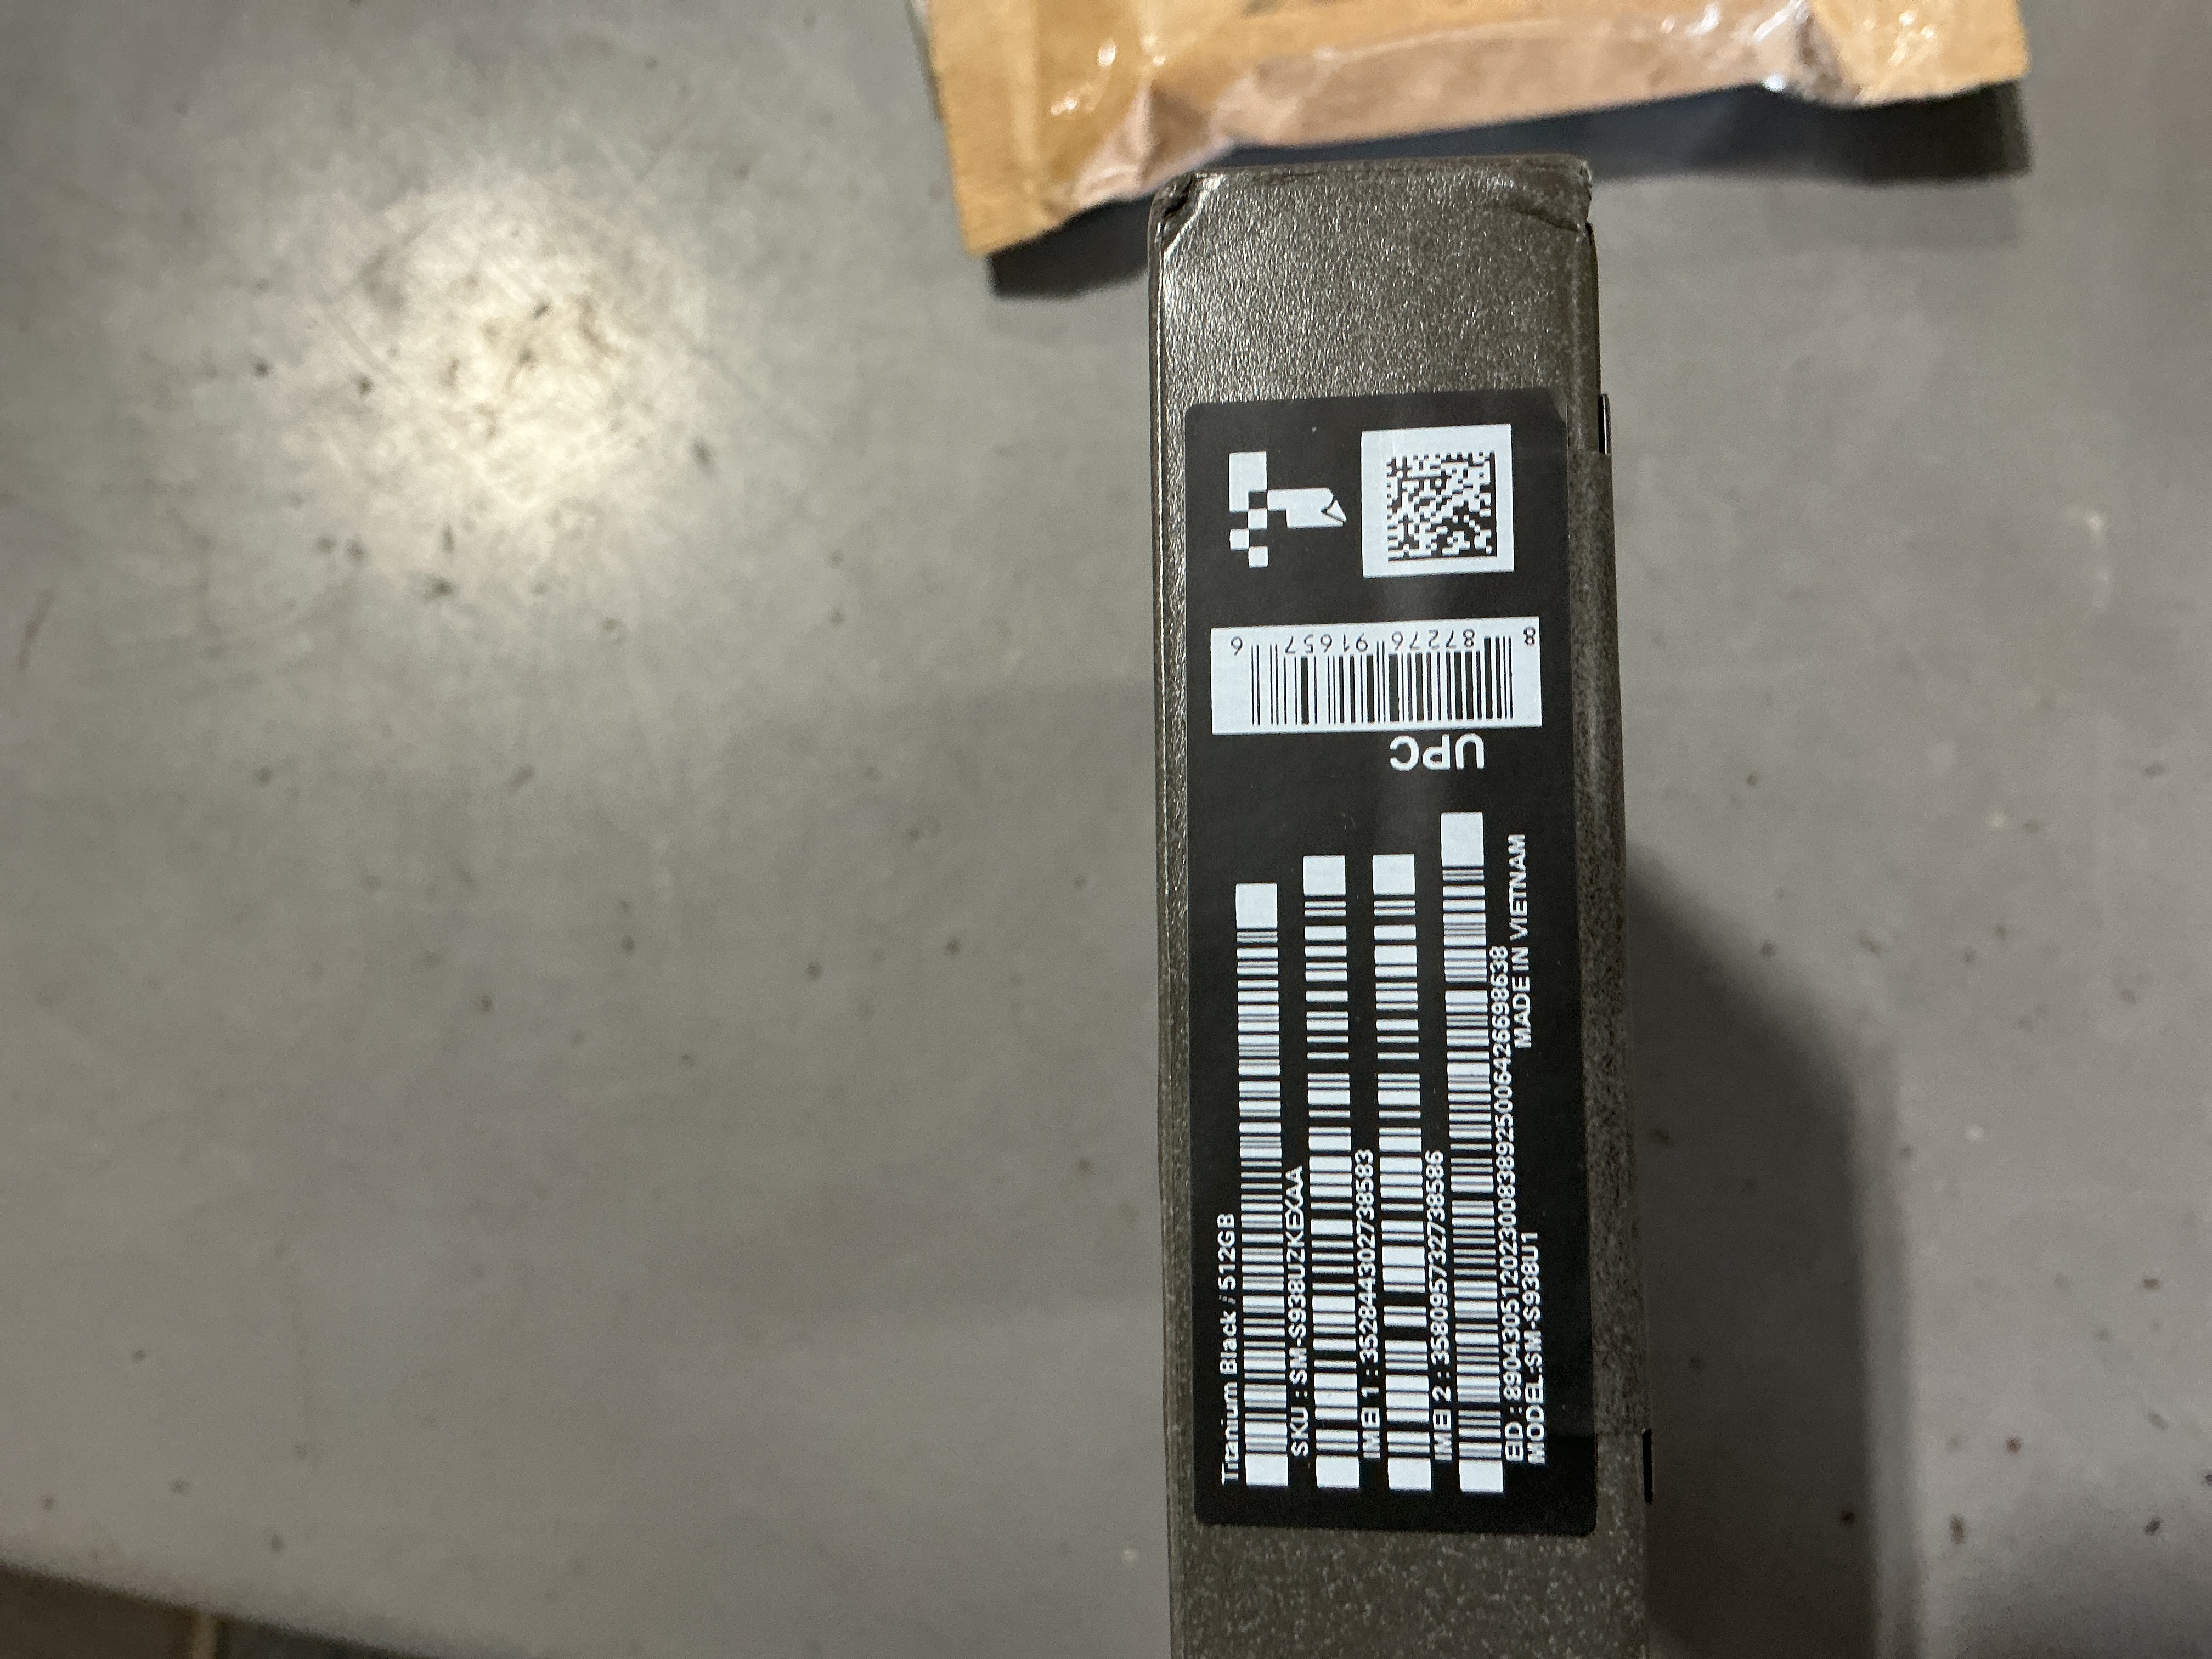 Titanium Black / 512GB
SKU : SM-S938UZKEXAA
IMEI 1 : 352844302738583
IMEI 2 : 358095732738586
EID : 89043051202300838925006426698638
MODEL:SM-S938U1
MADE IN VIETNAM
UPC
8 87276 91657 6